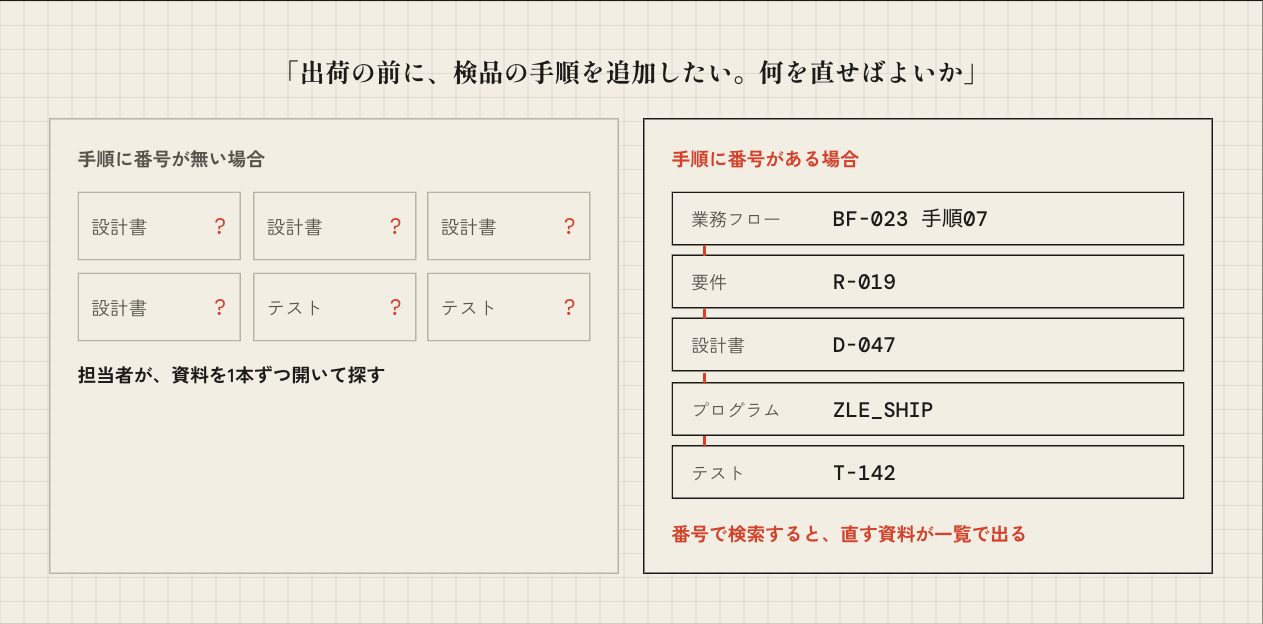 「出荷の前に、検品の手順を追加したい。何を直せばよいか」
手順に番号が無い場合
設計書 ?
設計書 ?
設計書 ?
設計書 ?
テスト ?
テスト ?
担当者が、資料を1本ずつ開いて探す
手順に番号がある場合
業務フロー BF-023 手順07
要件 R-019
設計書 D-047
プログラム ZLE_SHIP
テスト T-142
番号で検索すると、直す資料が一覧で出る